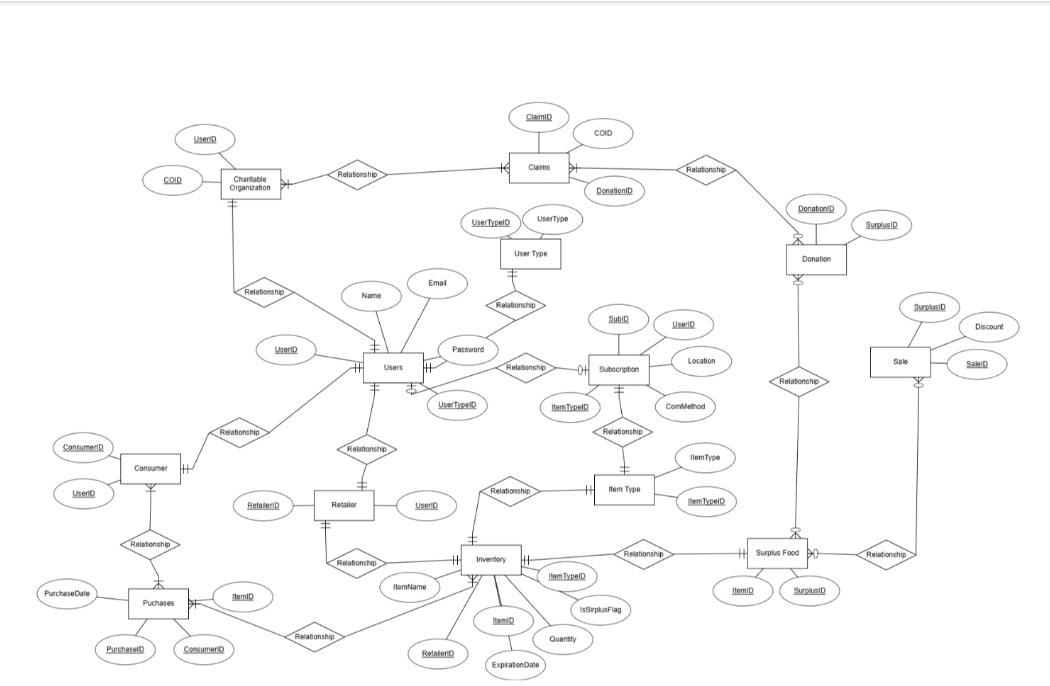 ClaimID
UserID
COID
Claims
Relationship
Relationship
COID
Charitable
Organization
DonationID
UserTypeID
UserType
DonationID
SurplusID
User Type
Donation
Email
Relationship
Name
Relationship
SubID
UserID
SurplusID
Discount
UserID
Password
Users
Relationship
Subscription
Location
Sale
SaleID
Relationship
UserTypeID
ItemTypeID
ComMethod
Relationship
Relationship
ConsumerID
Relationship
ItemType
Consumer
UserID
Relationship
Item Type
ItemTypeID
RetailerID
Retailer
UserID
Relationship
Relationship
Relationship
Inventory
Relationship
Surplus Food
Relationship
ItemName
ItemTypeID
PurchaseDate
Puchases
ItemID
ItemID
SurplusID
IsSirplusFlag
ItemID
Relationship
Quantity
PurchaseID
ConsumerID
RetailerID
ExpirationDate